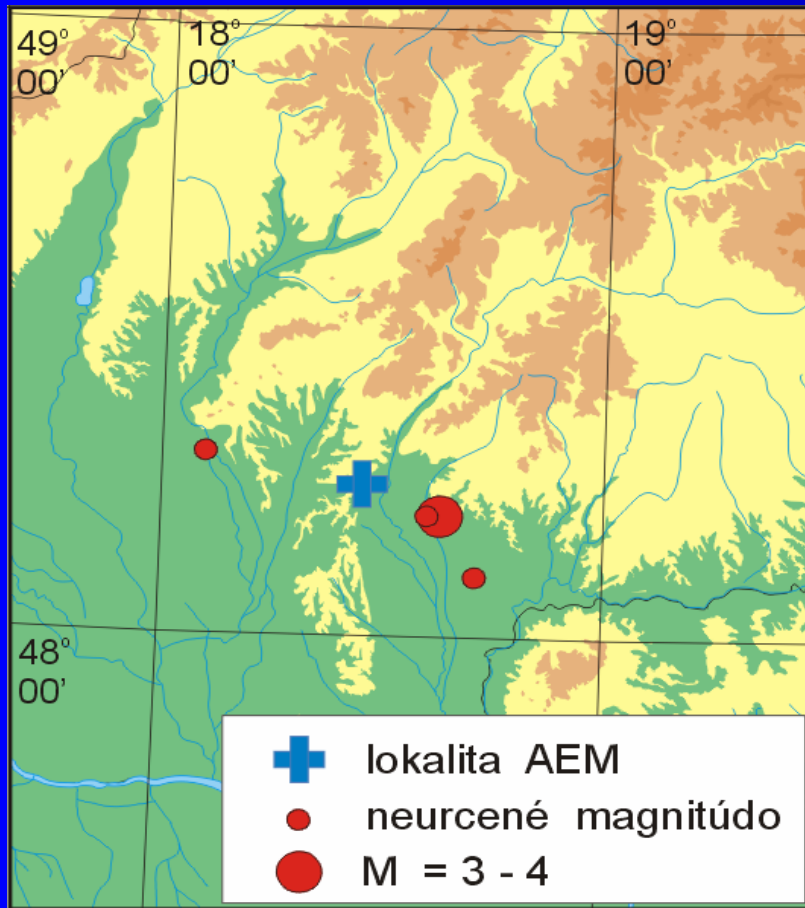 49°
00'
18°
00'
19°
00'
48°
00'
lokalita AEM
neurcené magnitúdo
M = 3 - 4